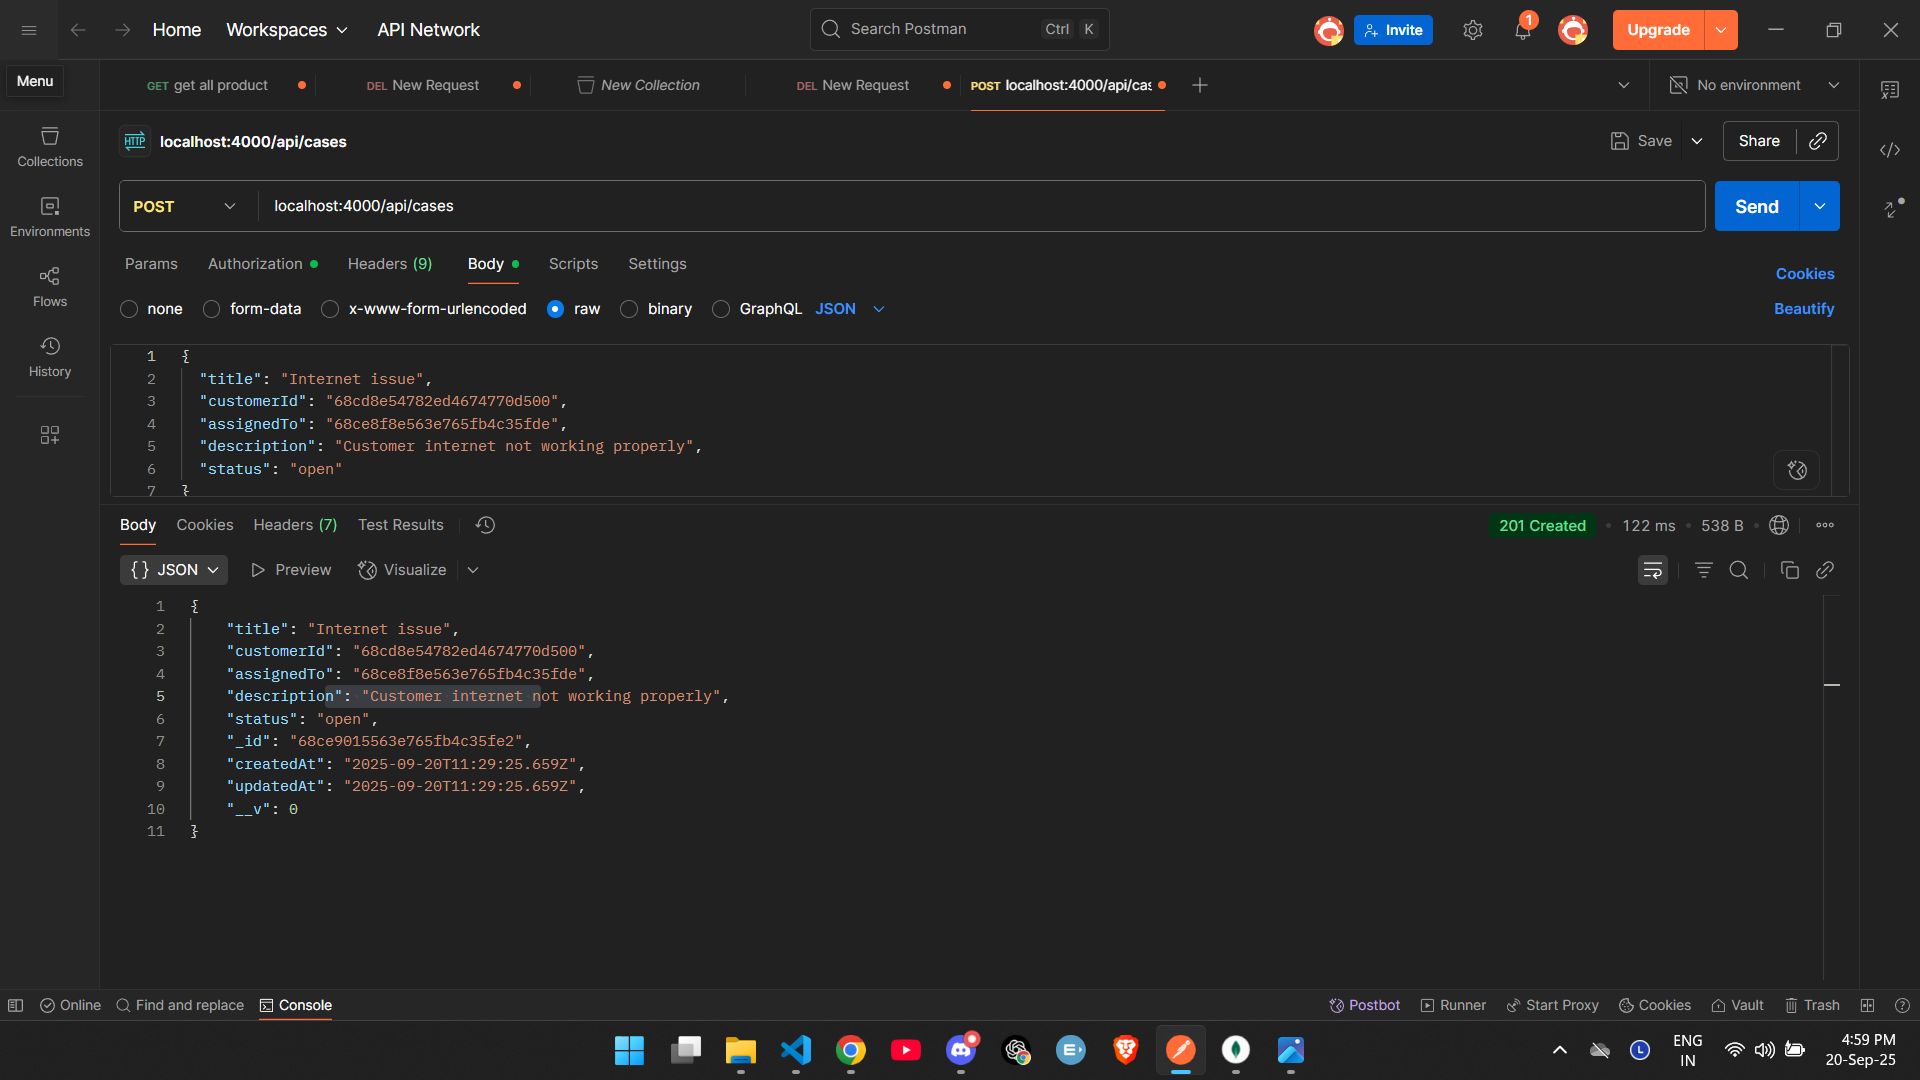 Home
Workspaces
API Network
Search Postman
Ctrl
K
Invite
1
Upgrade
Menu
GET get all product
DEL New Request
New Collection
DEL New Request
POST localhost:4000/api/cas
No environment
Collections
Environments
Flows
History
HTTP
localhost:4000/api/cases
Save
Share
POST
localhost:4000/api/cases
Send
Params
Authorization
Headers (9)
Body
Scripts
Settings
Cookies
none
form-data
x-www-form-urlencoded
raw
binary
GraphQL
JSON
Beautify
1 {
2 "title": "Internet issue",
3 "customerId": "68cd8e54782ed4674770d500",
4 "assignedTo": "68ce8f8e563e765fb4c35fde",
5 "description": "Customer internet not working properly",
6 "status": "open"
7 }
Body
Cookies
Headers (7)
Test Results
201 Created
122 ms
538 B
{} JSON
Preview
Visualize
1 {
2 "title": "Internet issue",
3 "customerId": "68cd8e54782ed4674770d500",
4 "assignedTo": "68ce8f8e563e765fb4c35fde",
5 "description": "Customer internet not working properly",
6 "status": "open",
7 "_id": "68ce9015563e765fb4c35fe2",
8 "createdAt": "2025-09-20T11:29:25.659Z",
9 "updatedAt": "2025-09-20T11:29:25.659Z",
10 "__v": 0
11 }
Online
Find and replace
Console
Postbot
Runner
Start Proxy
Cookies
Vault
Trash
E
L
ENG
IN
4:59 PM
20-Sep-25